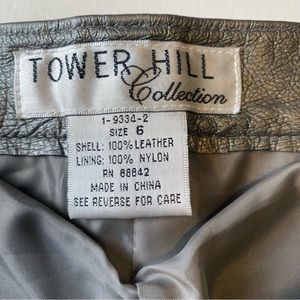 TOWER HILL
Collection
1-9334-2
SIZE 6
SHELL: 100% LEATHER
LINING: 100% NYLON
RN 88842
MADE IN CHINA
SEE REVERSE FOR CARE